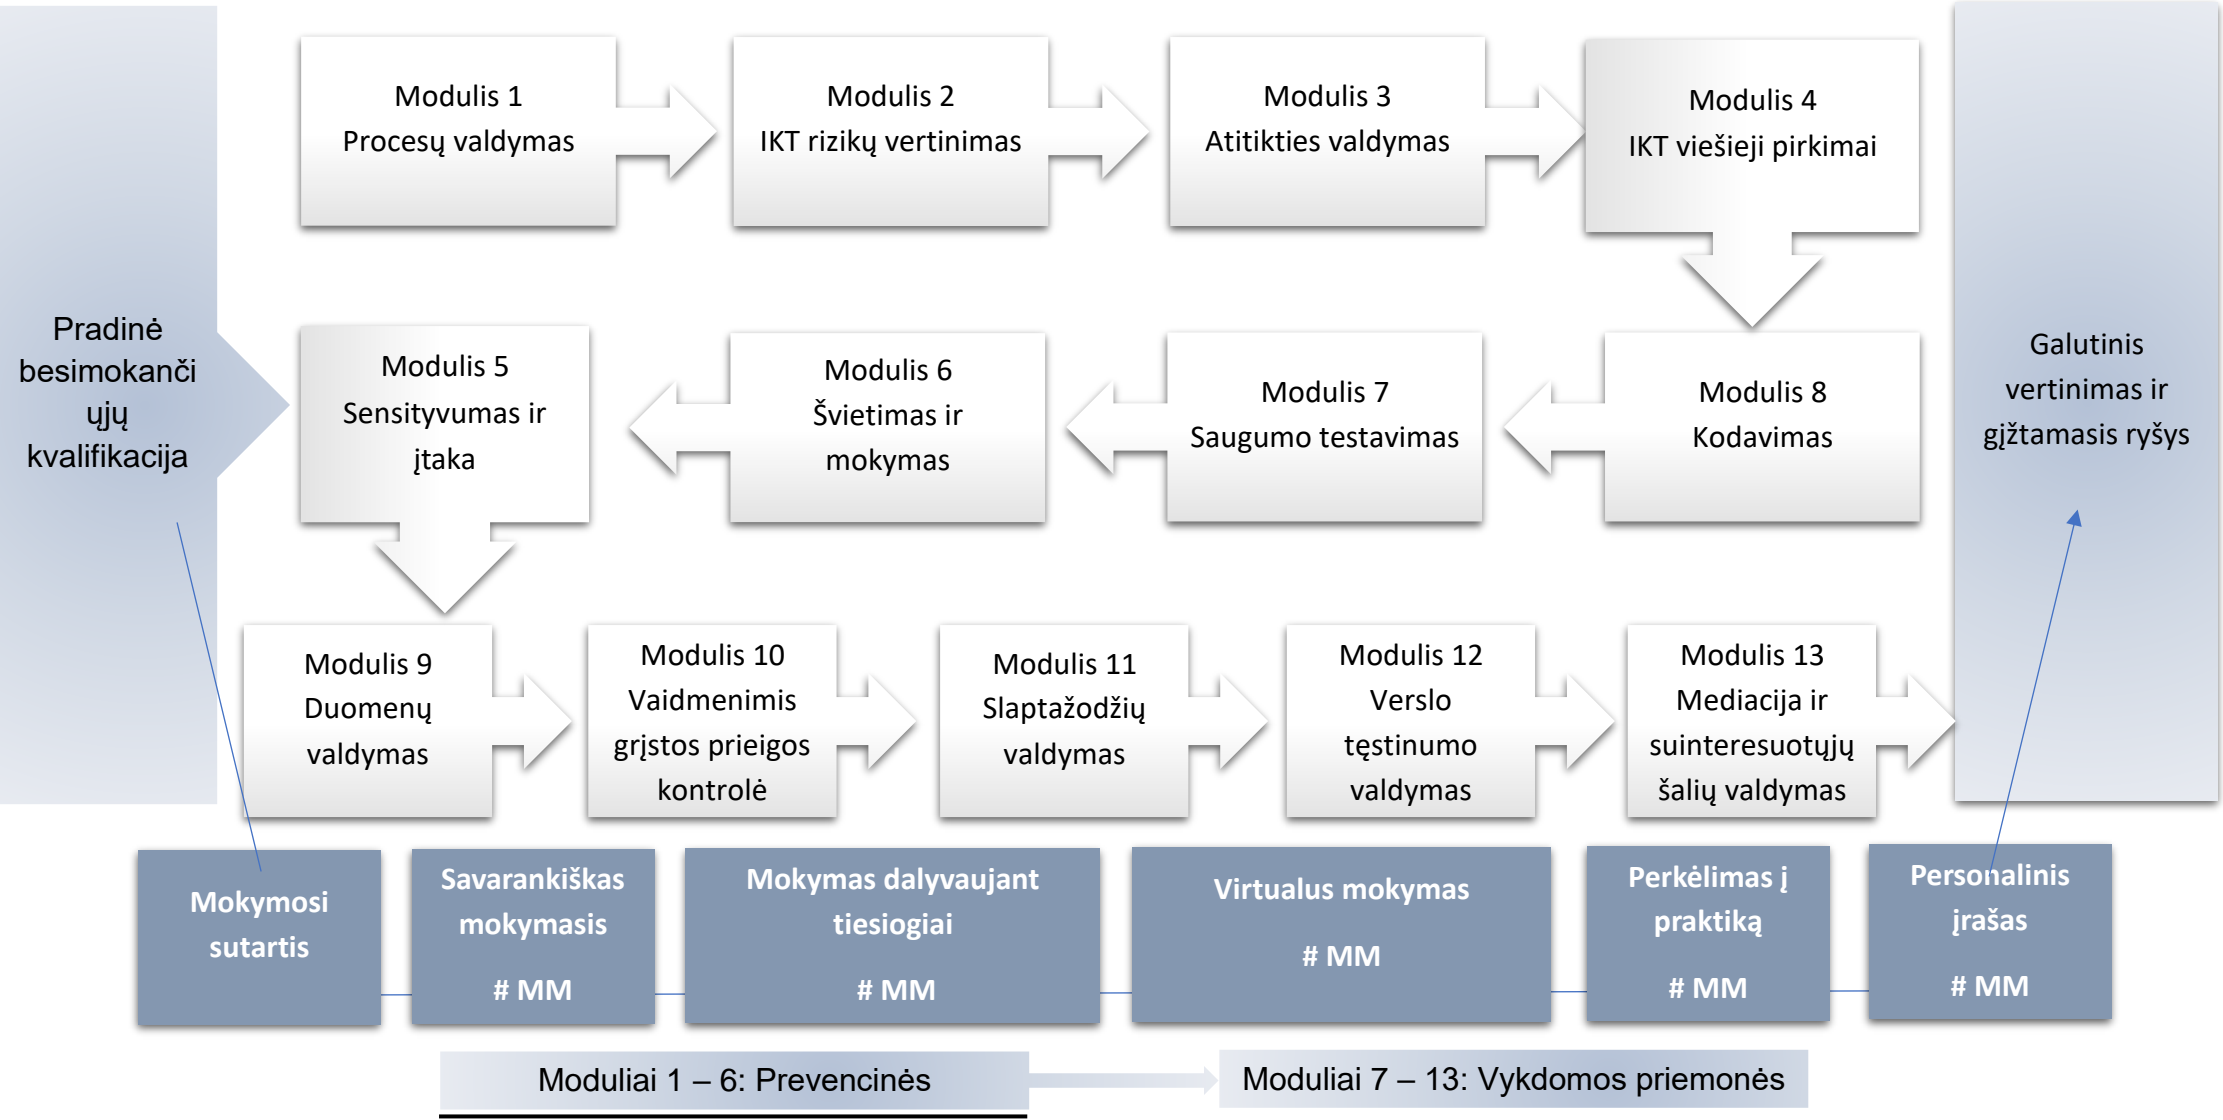 Pradinė
besimokanči
ųjų
kvalifikacija
Modulis 1
Procesų valdymas
Modulis 2
IKT rizikų vertinimas
Modulis 3
Atitikties valdymas
Modulis 4
IKT viešieji pirkimai
Modulis 5
Sensityvumas ir
įtaka
Modulis 6
Švietimas ir
mokymas
Modulis 7
Saugumo testavimas
Modulis 8
Kodavimas
Modulis 9
Duomenų
valdymas
Modulis 10
Vaidmenimis
grįstos prieigos
kontrolė
Modulis 11
Slaptažodžių
valdymas
Modulis 12
Verslo
tęstinumo
valdymas
Modulis 13
Mediacija ir
suinteresuotųjų
šalių valdymas
Galutinis
vertinimas ir
gįžtamasis ryšys
Mokymosi
sutartis
Savarankiškas
mokymasis
# MM
Mokymas dalyvaujant
tiesiogiai
# MM
Virtualus mokymas
# MM
Perkėlimas į
praktiką
# MM
Personalinis
įrašas
# MM
Moduliai 1 – 6: Prevencinės
Moduliai 7 – 13: Vykdomos priemonės